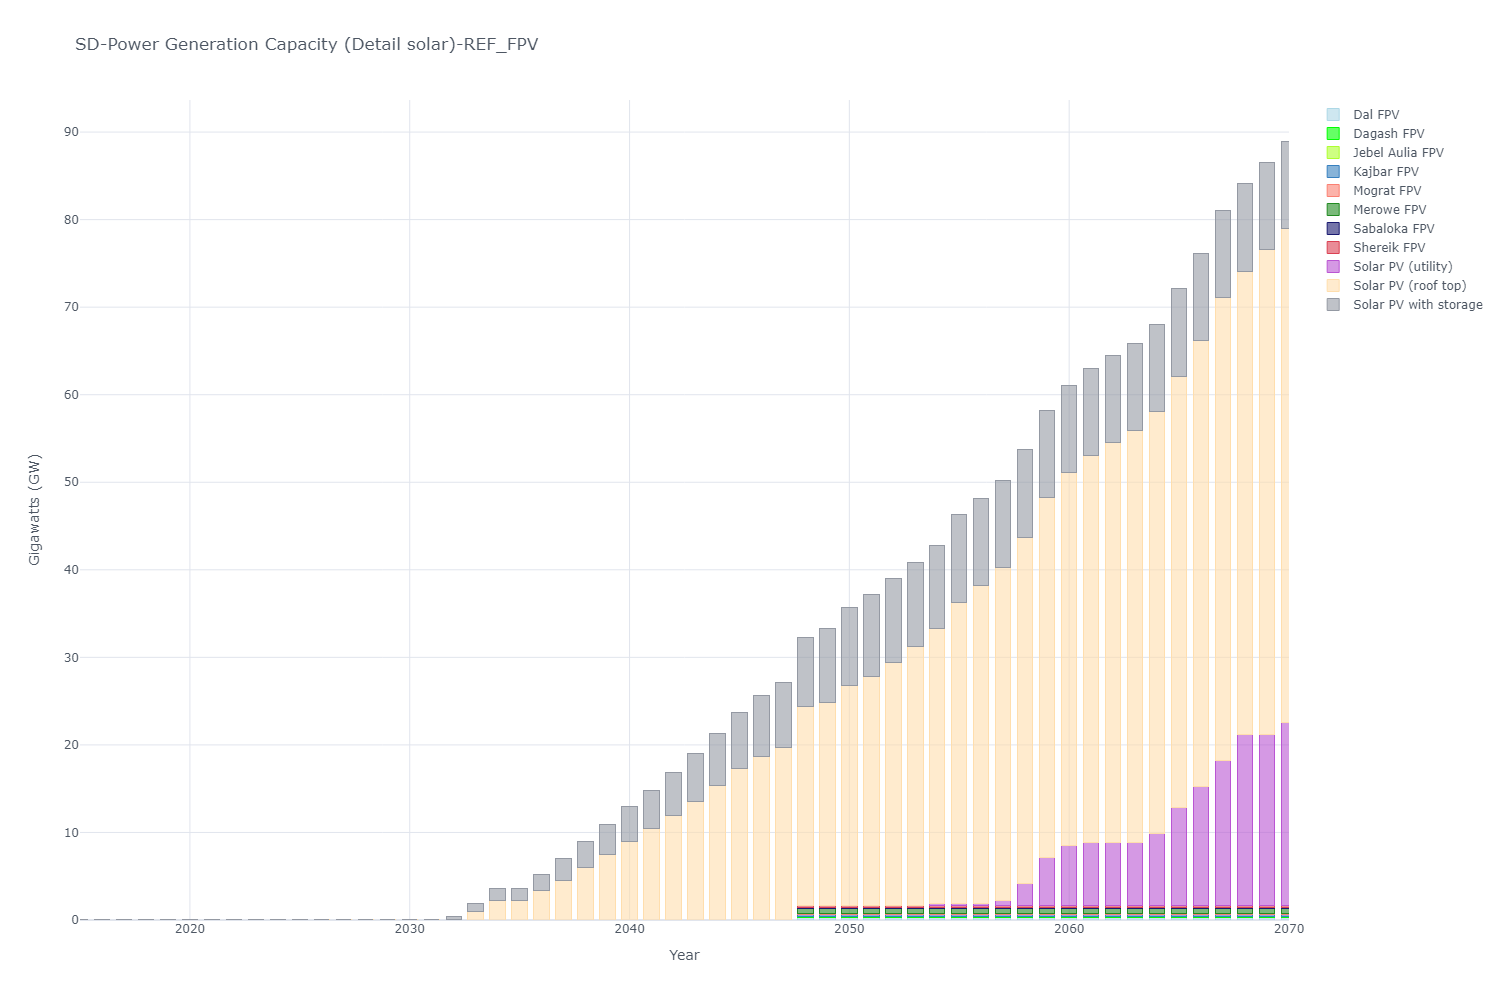 SD-Power Generation Capacity (Detail solar)-REF_FPV
Dal FPV
Dagash FPV
Jebel Aulia FPV
Kajbar FPV
Mograt FPV
Merowe FPV
Sabaloka FPV
Shereik FPV
Solar PV (utility)
Solar PV (roof top)
Solar PV with storage
90
80
70
60
50
40
30
20
10
0
Gigawatts (GW)
2020
2030
2040
2050
2060
2070
Year